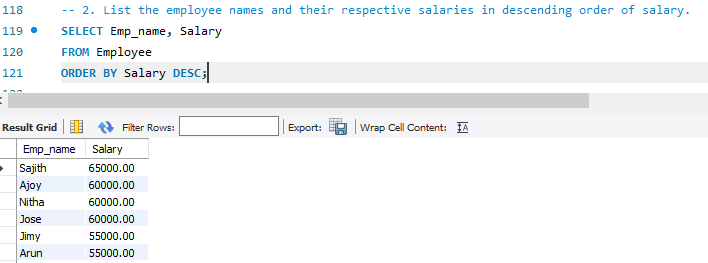 118 -- 2. List the employee names and their respective salaries in descending order of salary.
119 SELECT Emp_name, Salary
120 FROM Employee
121 ORDER BY Salary DESC;
Result Grid Filter Rows: Export: Wrap Cell Content: IA
Emp_name Salary
Sajith 65000.00
Ajoy 60000.00
Nitha 60000.00
Jose 60000.00
Jimy 55000.00
Arun 55000.00